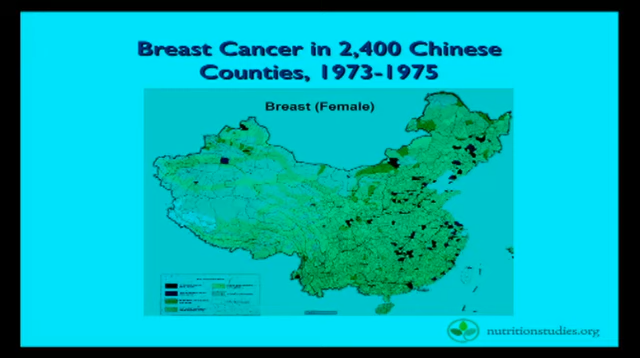 Breast Cancer in 2,400 Chinese
Counties, 1973-1975
Breast (Female)
nutritionstudies.org